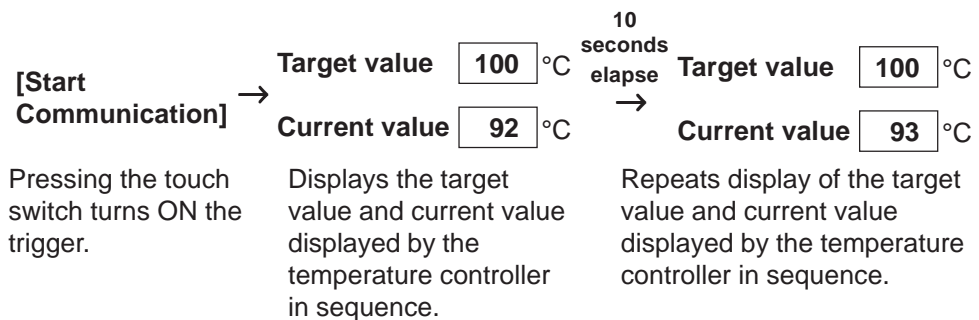 [Start
Communication]
→
Target value 100 °C
Current value 92 °C
10
seconds
elapse
→
Target value 100 °C
Current value 93 °C
Pressing the touch
switch turns ON the
trigger.
Displays the target
value and current value
displayed by the
temperature controller
in sequence.
Repeats display of the target
value and current value
displayed by the temperature
controller in sequence.